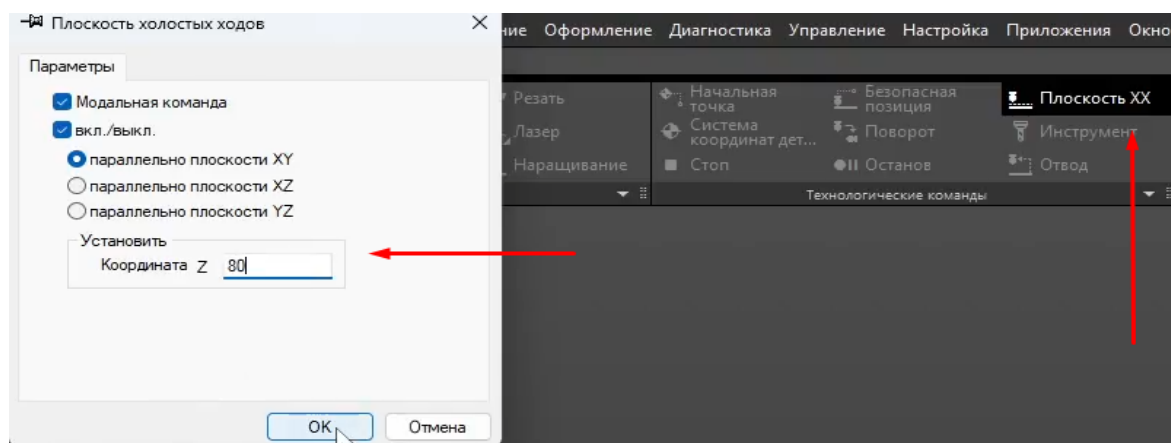 Плоскость холостых ходов
Параметры
Модальная команда
вкл./выкл.
параллельно плоскости XY
параллельно плоскости XZ
параллельно плоскости YZ
Установить
Координата Z 80
OK
Отмена
ние Оформление Диагностика Управление Настройка Приложения Окно
Резать
Лазер
Наращивание
Начальная
точка
Система
координат дет...
Стоп
Безопасная
позиция
Поворот
Останов
Плоскость XX
Инструмент
Отвод
Технологические команды